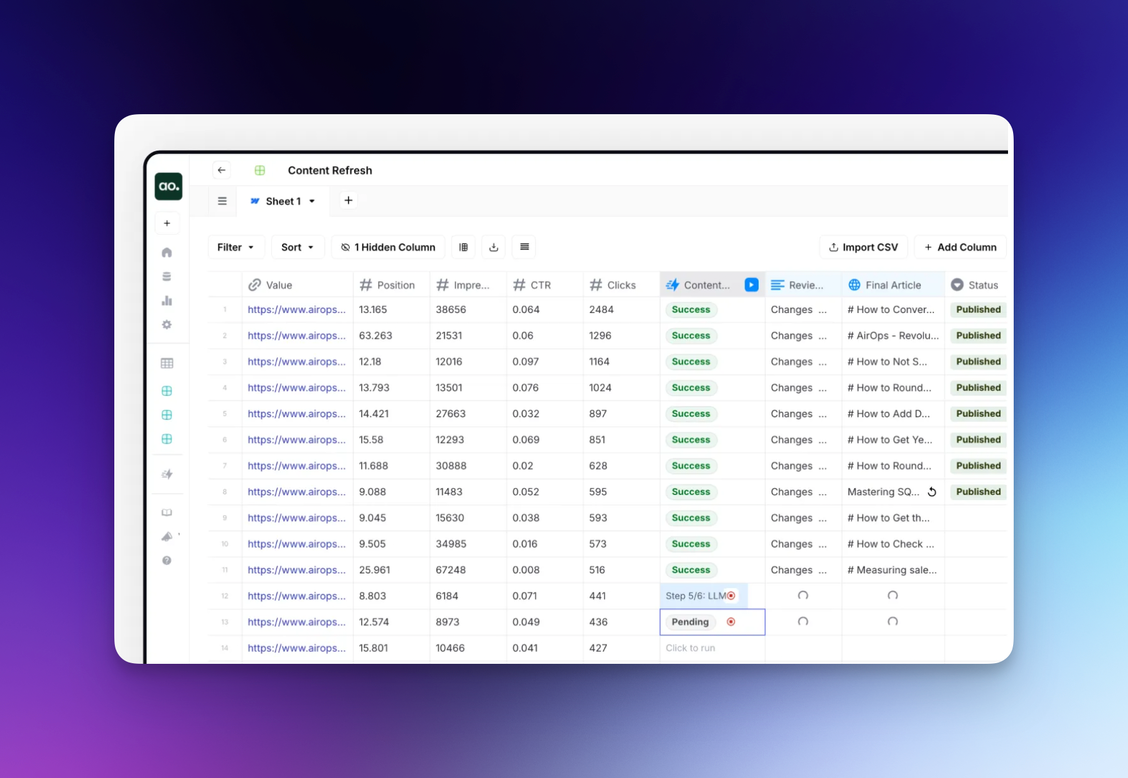 Content Refresh
ao.
Sheet 1
Filter Sort 1 Hidden Column Import CSV + Add Column
Value # Position # Impre... # CTR # Clicks Content... Revie... Final Article Status
1 https://www.airops... 13.165 38656 0.064 2484 Success Changes ... # How to Conver... Published
2 https://www.airops... 63.263 21531 0.06 1296 Success Changes ... # AirOps - Revolu... Published
3 https://www.airops... 12.18 12016 0.097 1164 Success Changes ... # How to Not S... Published
4 https://www.airops... 13.793 13501 0.076 1024 Success Changes ... # How to Round... Published
5 https://www.airops... 14.421 27663 0.032 897 Success Changes ... # How to Add D... Published
6 https://www.airops... 15.58 12293 0.069 851 Success Changes ... # How to Get Ye... Published
7 https://www.airops... 11.688 30888 0.02 628 Success Changes ... # How to Round... Published
8 https://www.airops... 9.088 11483 0.052 595 Success Changes ... Mastering SQ... Published
9 https://www.airops... 9.045 15630 0.038 593 Success Changes ... # How to Get th...
10 https://www.airops... 9.505 34985 0.016 573 Success Changes ... # How to Check ...
11 https://www.airops... 25.961 67248 0.008 516 Success Changes ... # Measuring sale...
12 https://www.airops... 8.803 6184 0.071 441 Step 5/6: LLM
13 https://www.airops... 12.574 8973 0.049 436 Pending
14 https://www.airops... 15.801 10466 0.041 427 Click to run